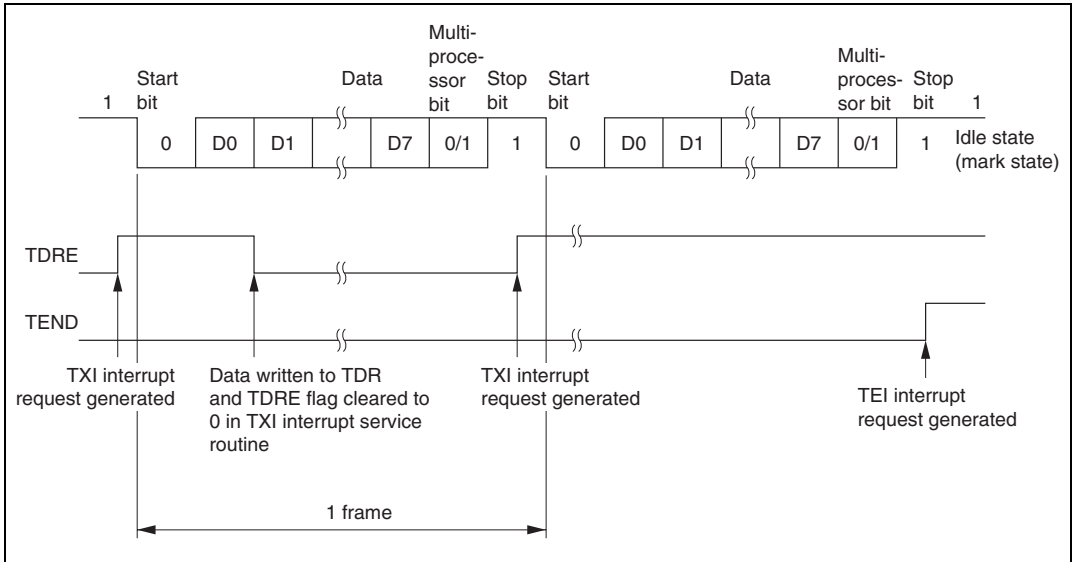 Multi-
proce-
ssor
bit
Start
bit
Data
Stop
bit
Start
bit
Data
Multi-
proces-
sor bit
Stop
bit
1
1
0
D0
D1
D7
0/1
1
0
D0
D1
D7
0/1
1
Idle state
(mark state)
TDRE
TEND
TXI interrupt
request generated
Data written to TDR
and TDRE flag cleared to
0 in TXI interrupt service
routine
TXI interrupt
request generated
TEI interrupt
request generated
1 frame